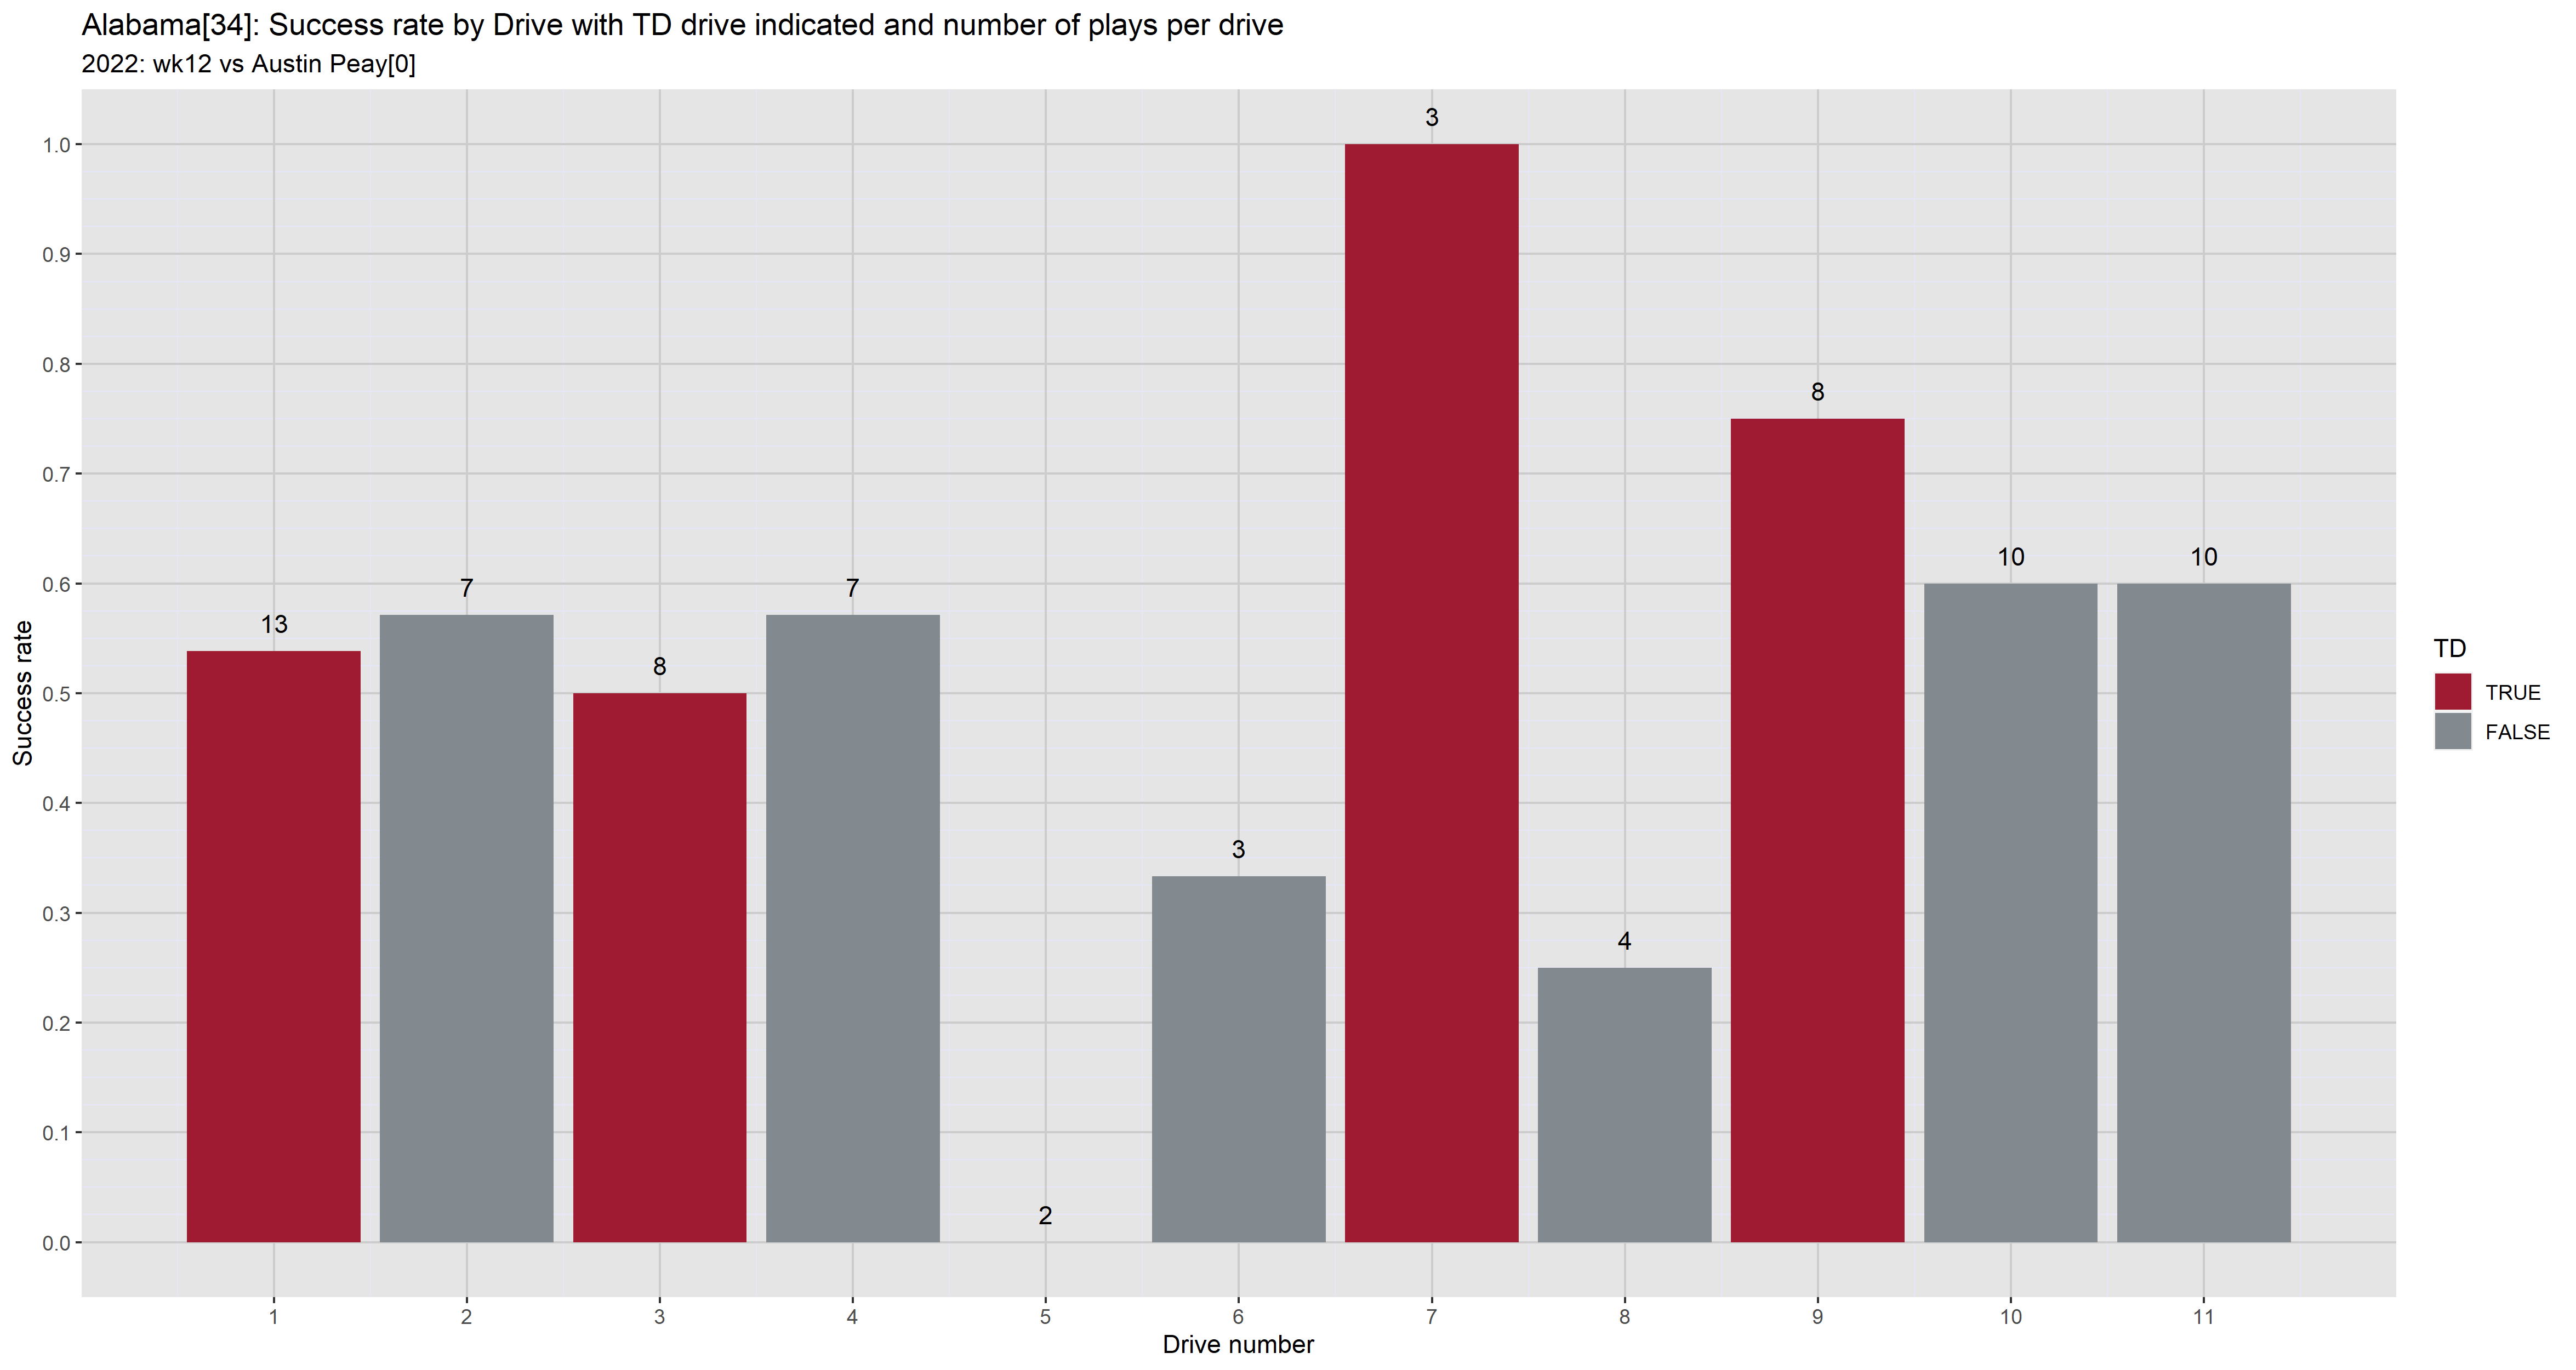 Alabama[34]: Success rate by Drive with TD drive indicated and number of plays per drive
2022: wk12 vs Austin Peay[0]
Success rate
1.0
0.9
0.8
0.7
0.6
0.5
0.4
0.3
0.2
0.1
0.0
13
7
8
7
2
3
3
4
8
10
10
1 2 3 4 5 6 7 8 9 10 11
Drive number
TD
TRUE
FALSE